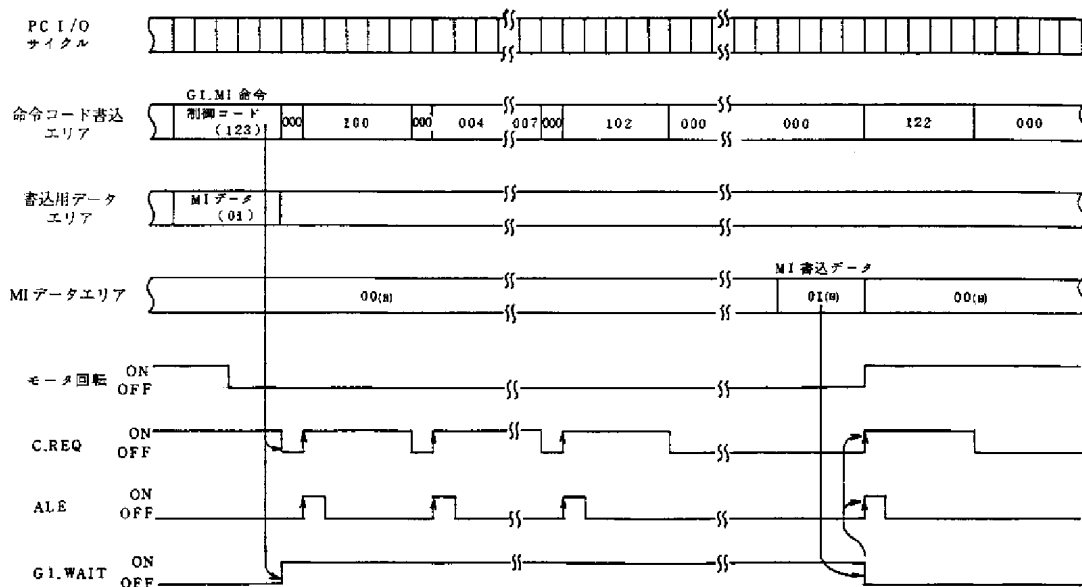 PC I/O
サイクル
GI.MI 命令
命令コード書込
エリア
制御コード
(123)
000
100
000
004
007
000
102
000
000
122
000
書込用データ
エリア
MIデータ
(01)
MI 書込データ
MIデータエリア
00(H)
01(H)
00(H)
モータ回転
ON
OFF
C.REQ
ON
OFF
ALE
ON
OFF
G1.WAIT
ON
OFF